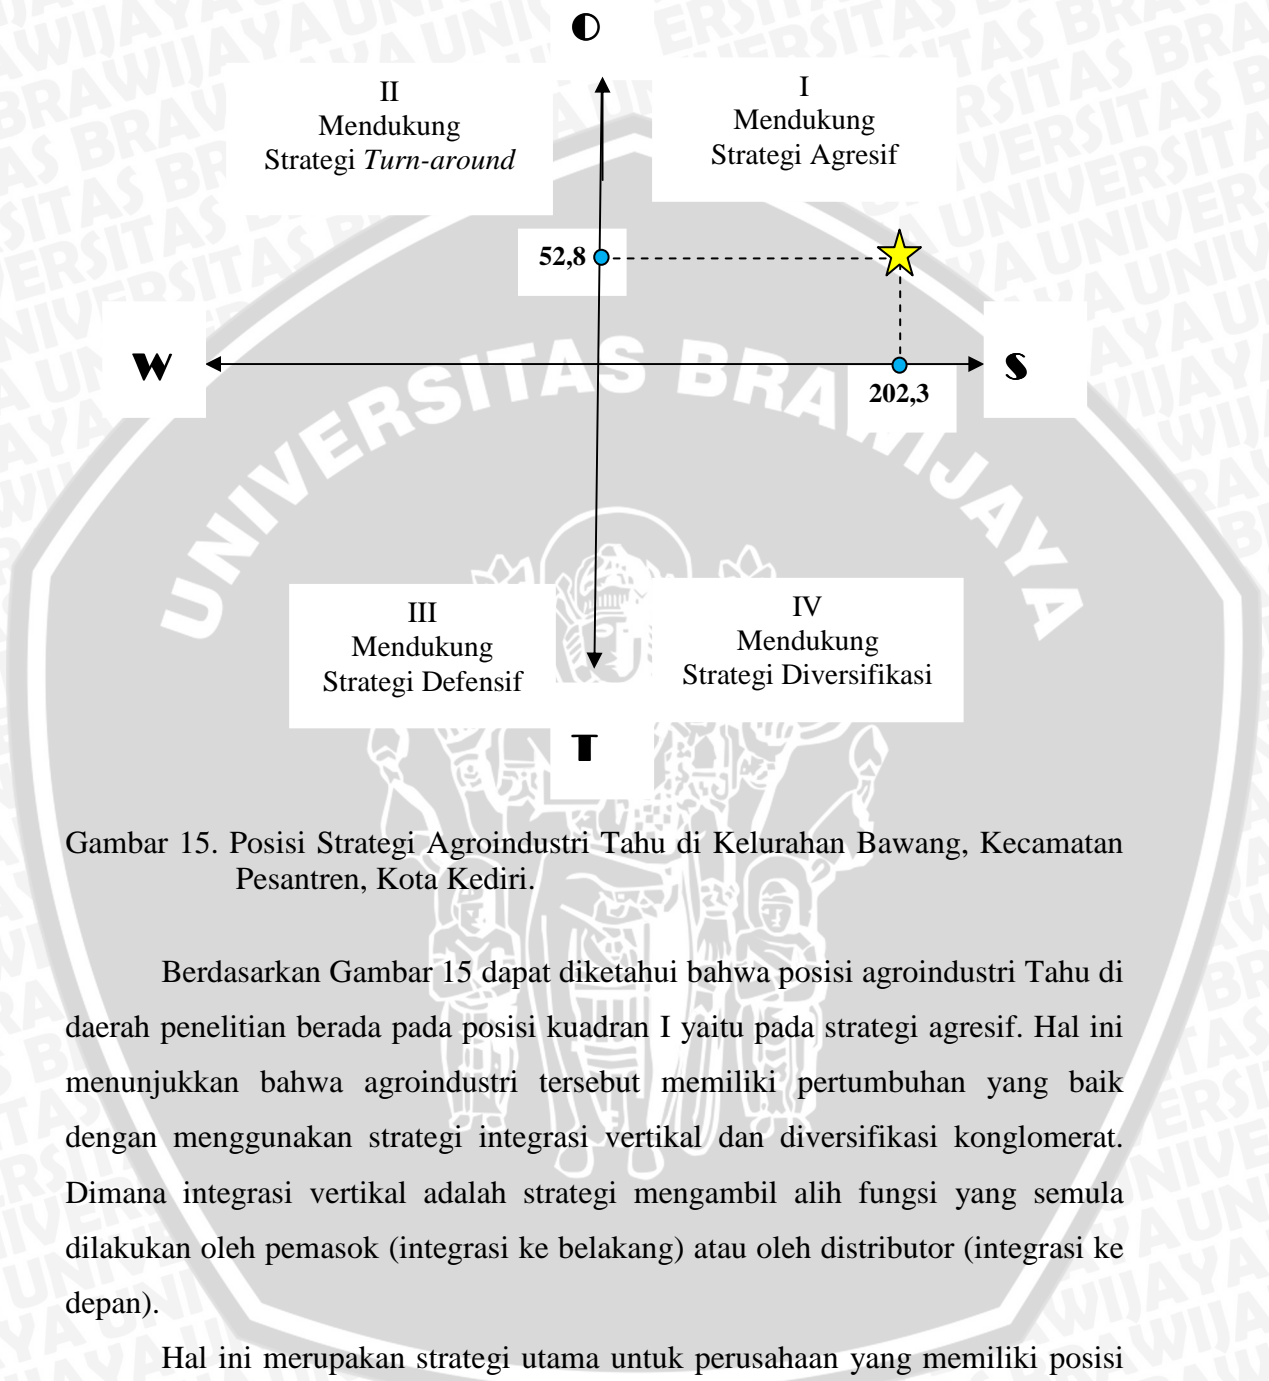 O
II
Mendukung
Strategi Turn-around
I
Mendukung
Strategi Agresif
52,8
W
S
202,3
UNIVERSITAS BRAWIJAYA
III
Mendukung
Strategi Defensif
IV
Mendukung
Strategi Diversifikasi
T
Gambar 15. Posisi Strategi Agroindustri Tahu di Kelurahan Bawang, Kecamatan
Pesantren, Kota Kediri.
Berdasarkan Gambar 15 dapat diketahui bahwa posisi agroindustri Tahu di
daerah penelitian berada pada posisi kuadran I yaitu pada strategi agresif. Hal ini
menunjukkan bahwa agroindustri tersebut memiliki pertumbuhan yang baik
dengan menggunakan strategi integrasi vertikal dan diversifikasi konglomerat.
Dimana integrasi vertikal adalah strategi mengambil alih fungsi yang semula
dilakukan oleh pemasok (integrasi ke belakang) atau oleh distributor (integrasi ke
depan).
Hal ini merupakan strategi utama untuk perusahaan yang memiliki posisi